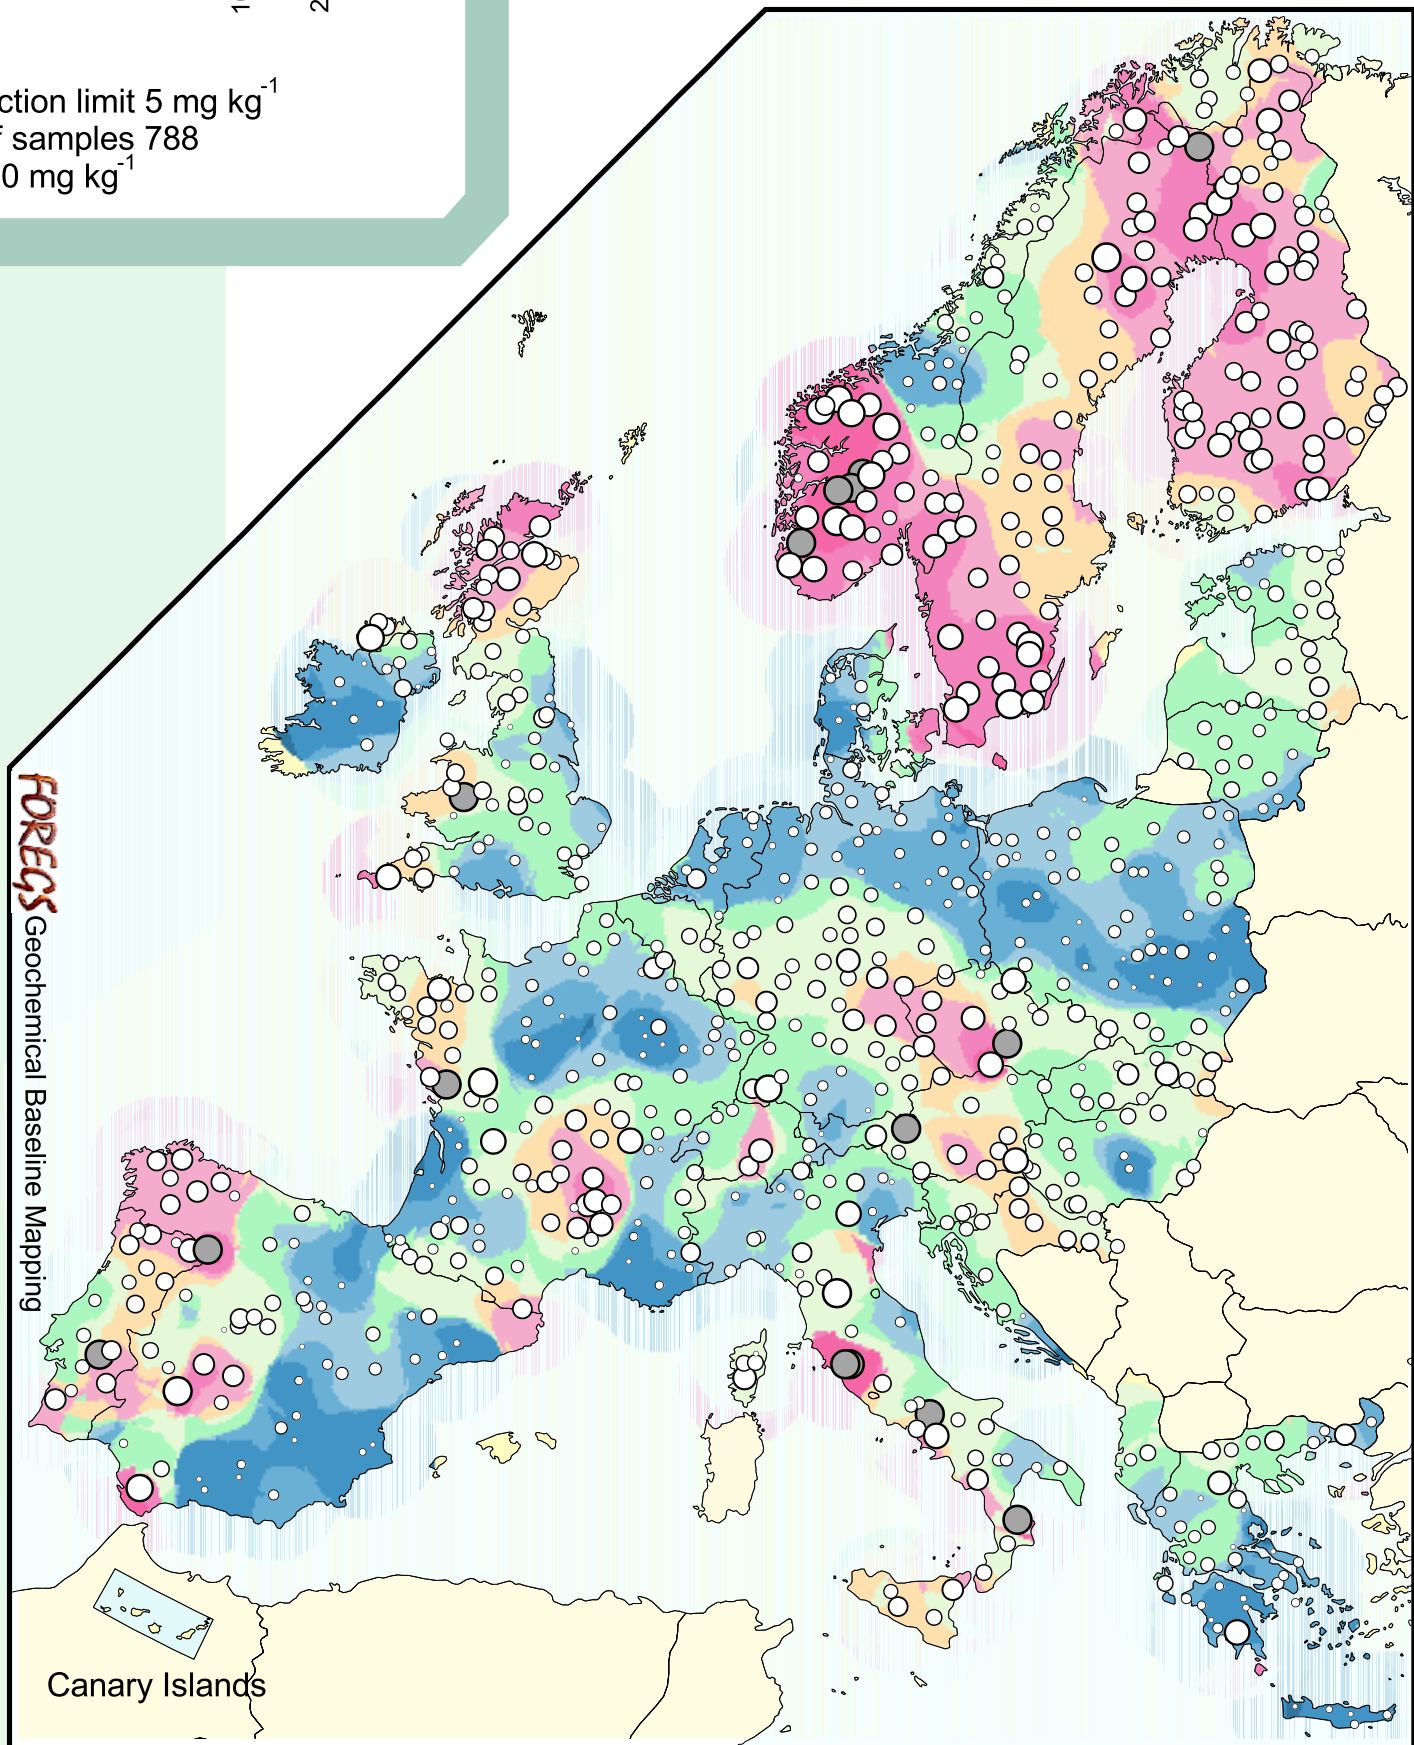 ction limit 5 mg kg-1
samples 788
0 mg kg-1
FOREGS Geochemical Baseline Mapping
Canary Islands